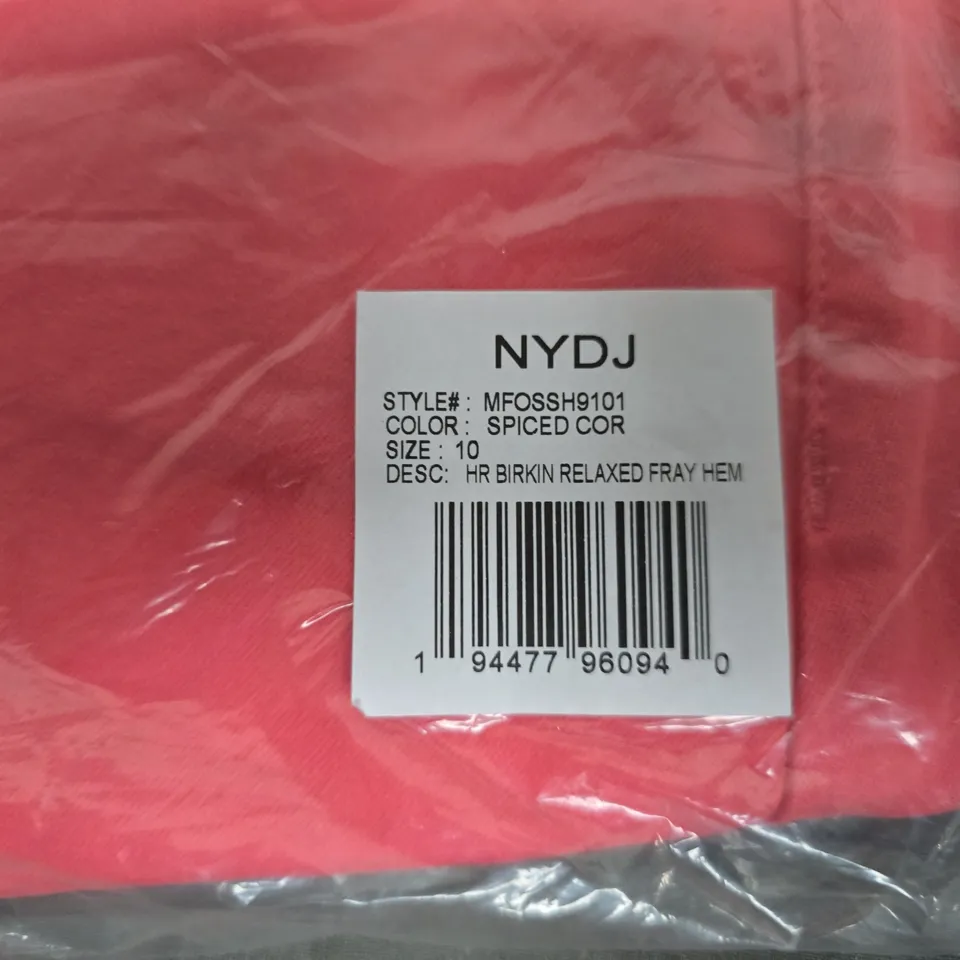 NYDJ
STYLE# : MFOSSH9101
COLOR : SPICED COR
SIZE : 10
DESC: HR BIRKIN RELAXED FRAY HEM
1 94477 96094 0